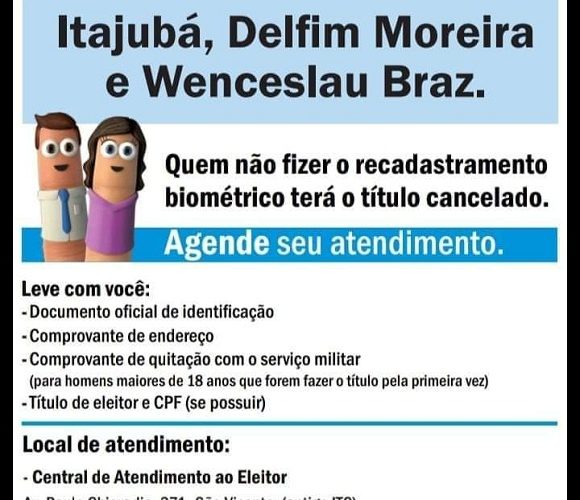 Itajubá, Delfim Moreira
e Wenceslau Braz.
Quem não fizer o recadastramento
biométrico terá o título cancelado.
Agende seu atendimento.
Leve com você:
- Documento oficial de identificação
- Comprovante de endereço
- Comprovante de quitação com o serviço militar
(para homens maiores de 18 anos que forem fazer o título pela primeira vez)
- Título de eleitor e CPF (se possuir)
Local de atendimento:
- Central de Atendimento ao Eleitor